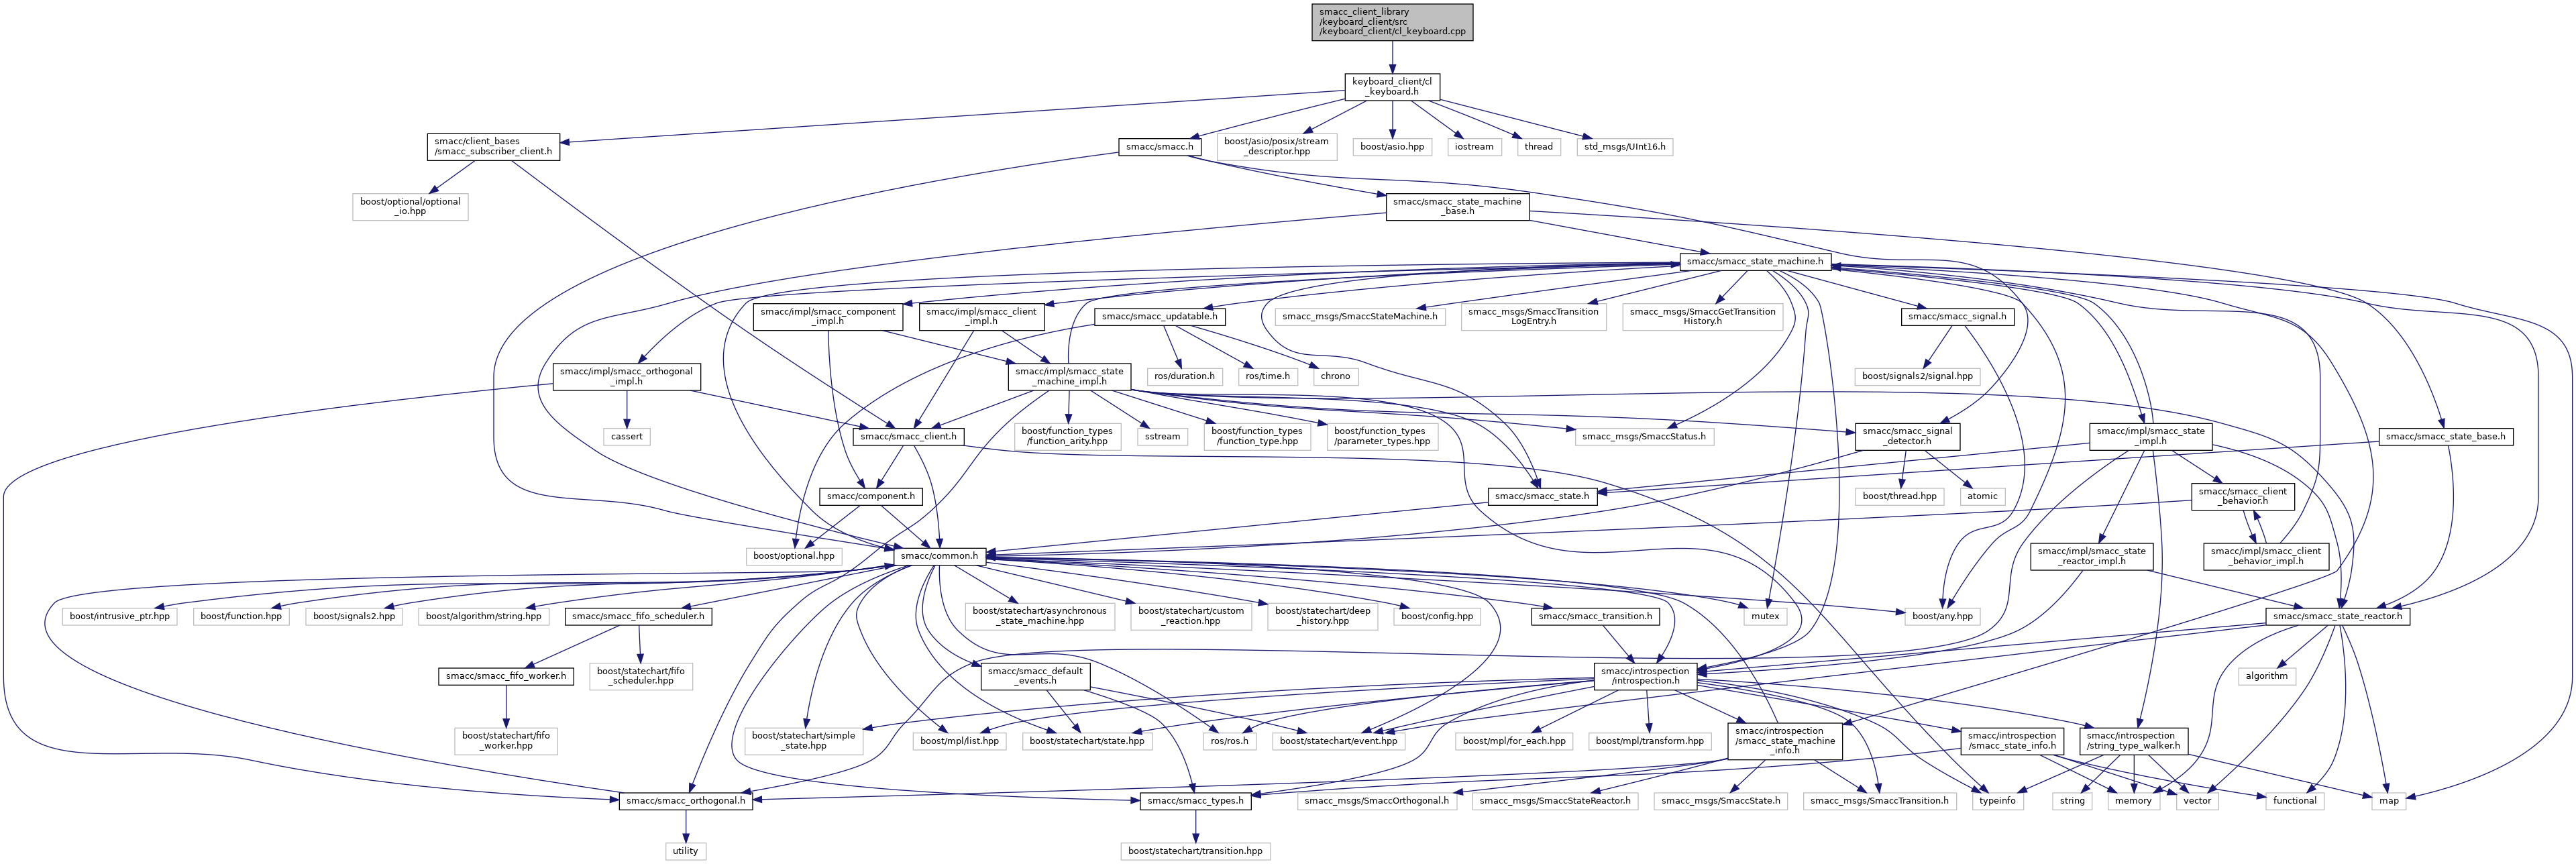 smacc_client_library
/keyboard_client/src
/keyboard_client/cl_keyboard.cpp
keyboard_client/cl
_keyboard.h
smacc/client_bases
/smacc_subscriber_client.h
smacc/smacc.h
boost/asio/posix/stream
_descriptor.hpp
boost/asio.hpp
iostream
thread
std_msgs/UInt16.h
boost/optional/optional
_io.hpp
smacc/smacc_state_machine
_base.h
smacc/smacc_state_machine.h
smacc/impl/smacc_component
_impl.h
smacc/impl/smacc_client
_impl.h
smacc/smacc_updatable.h
smacc_msgs/SmaccStateMachine.h
smacc_msgs/SmaccTransition
LogEntry.h
smacc_msgs/SmaccGetTransition
History.h
smacc/smacc_signal.h
smacc/impl/smacc_orthogonal
_impl.h
smacc/impl/smacc_state
_machine_impl.h
ros/duration.h
ros/time.h
chrono
boost/signals2/signal.hpp
cassert
smacc/smacc_client.h
boost/function_types
/function_arity.hpp
sstream
boost/function_types
/function_type.hpp
boost/function_types
/parameter_types.hpp
smacc_msgs/SmaccStatus.h
smacc/smacc_signal
_detector.h
smacc/impl/smacc_state
_impl.h
smacc/smacc_state_base.h
smacc/component.h
smacc/smacc_state.h
boost/thread.hpp
atomic
smacc/smacc_client
_behavior.h
boost/optional.hpp
smacc/common.h
smacc/impl/smacc_state
_reactor_impl.h
smacc/impl/smacc_client
_behavior_impl.h
boost/intrusive_ptr.hpp
boost/function.hpp
boost/signals2.hpp
boost/algorithm/string.hpp
smacc/smacc_fifo_scheduler.h
boost/statechart/asynchronous
_state_machine.hpp
boost/statechart/custom
_reaction.hpp
boost/statechart/deep
_history.hpp
boost/config.hpp
smacc/smacc_transition.h
mutex
boost/any.hpp
smacc/smacc_state_reactor.h
smacc/smacc_fifo_worker.h
boost/statechart/fifo
_scheduler.hpp
smacc/smacc_default
_events.h
smacc/introspection
/introspection.h
algorithm
boost/statechart/fifo
_worker.hpp
boost/statechart/simple
_state.hpp
boost/mpl/list.hpp
boost/statechart/state.hpp
ros/ros.h
boost/statechart/event.hpp
boost/mpl/for_each.hpp
boost/mpl/transform.hpp
smacc/introspection
/smacc_state_machine
_info.h
smacc/introspection
/smacc_state_info.h
smacc/introspection
/string_type_walker.h
smacc/smacc_orthogonal.h
smacc/smacc_types.h
smacc_msgs/SmaccOrthogonal.h
smacc_msgs/SmaccStateReactor.h
smacc_msgs/SmaccState.h
smacc_msgs/SmaccTransition.h
typeinfo
string
memory
vector
functional
map
utility
boost/statechart/transition.hpp